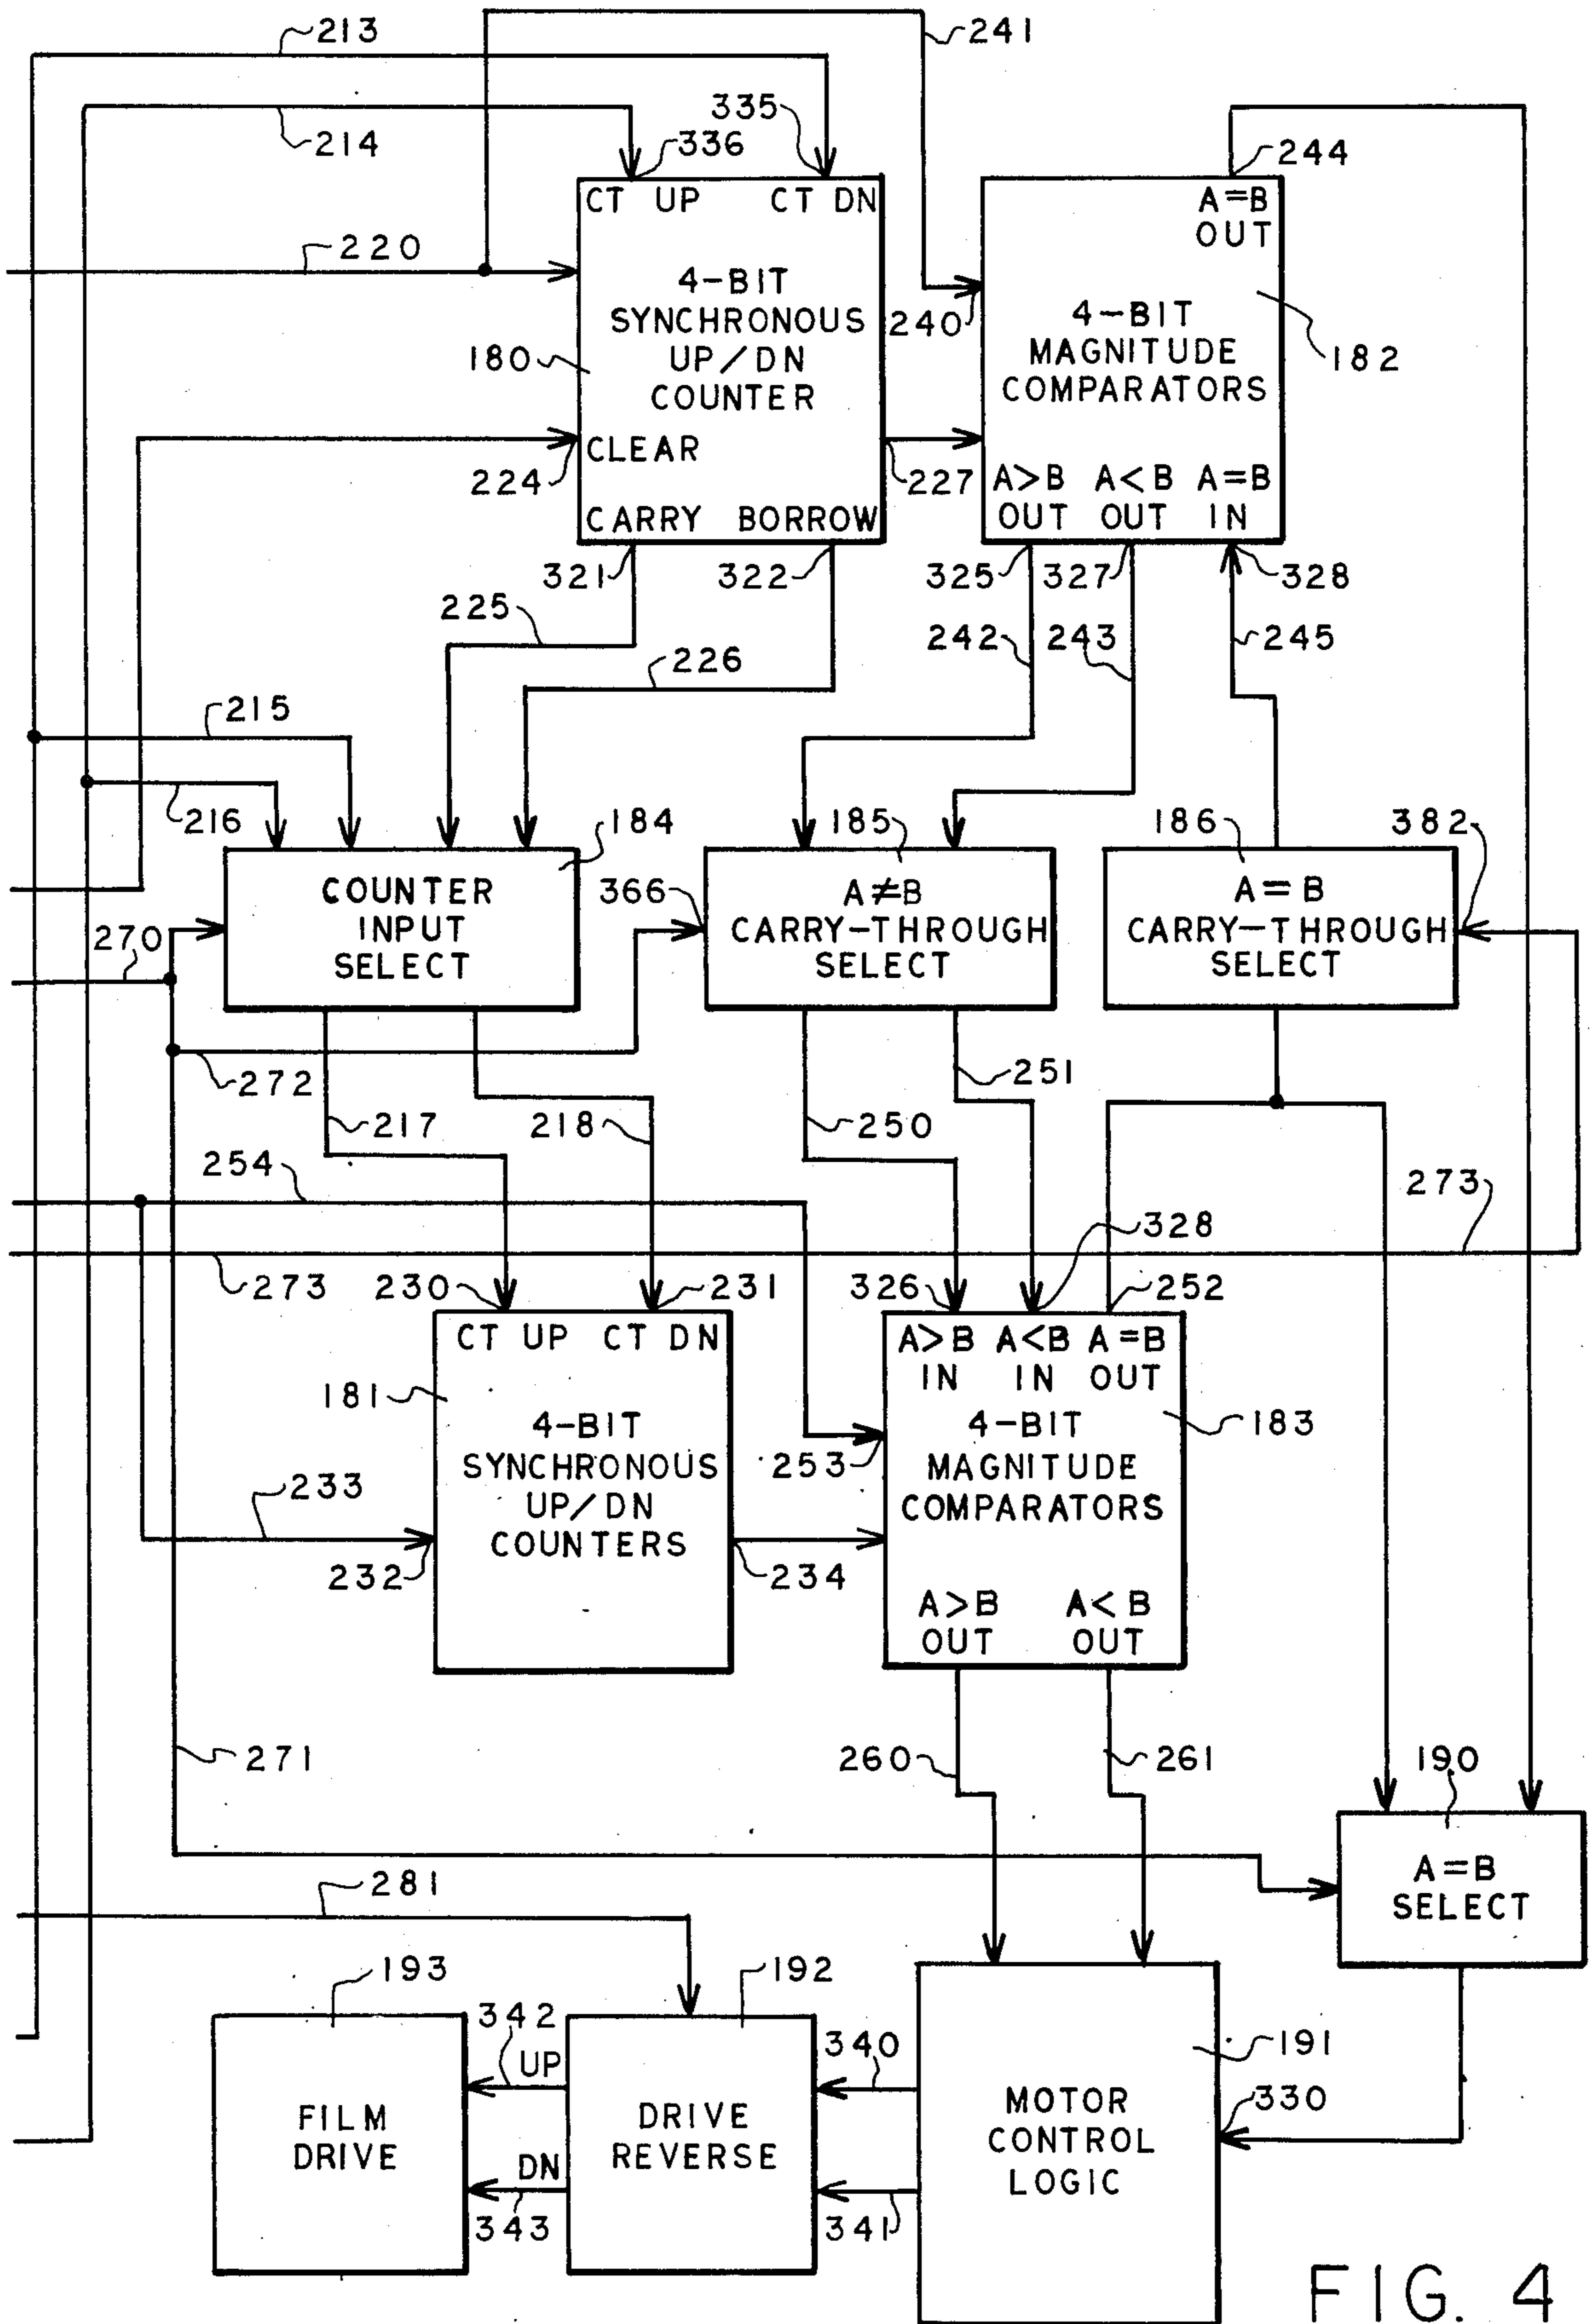 213
241
214
336
335
244
CT UP CT DN
A=B
OUT
220
4-BIT
SYNCHRONOUS
UP/DN
COUNTER
180
240
4-BIT
MAGNITUDE
COMPARATORS
182
CLEAR
224
227
A>B A<B A=B
OUT OUT IN
CARRY BORROW
321
322
325
327
328
225
242
243
245
226
215
216
184
185
186
382
COUNTER
INPUT
SELECT
366
A≠B
CARRY-THROUGH
SELECT
A=B
CARRY-THROUGH
SELECT
270
272
251
217
218
250
254
273
328
273
230
231
326
252
CT UP CT DN
A>B A<B A=B
IN IN OUT
181
4-BIT
SYNCHRONOUS
UP/DN
COUNTERS
4-BIT
MAGNITUDE
COMPARATORS
183
253
233
232
234
A>B A<B
OUT OUT
271
260
261
190
A=B
SELECT
281
193
192
342
UP
340
191
330
FILM
DRIVE
DRIVE
REVERSE
MOTOR
CONTROL
LOGIC
DN
343
341
FIG. 4